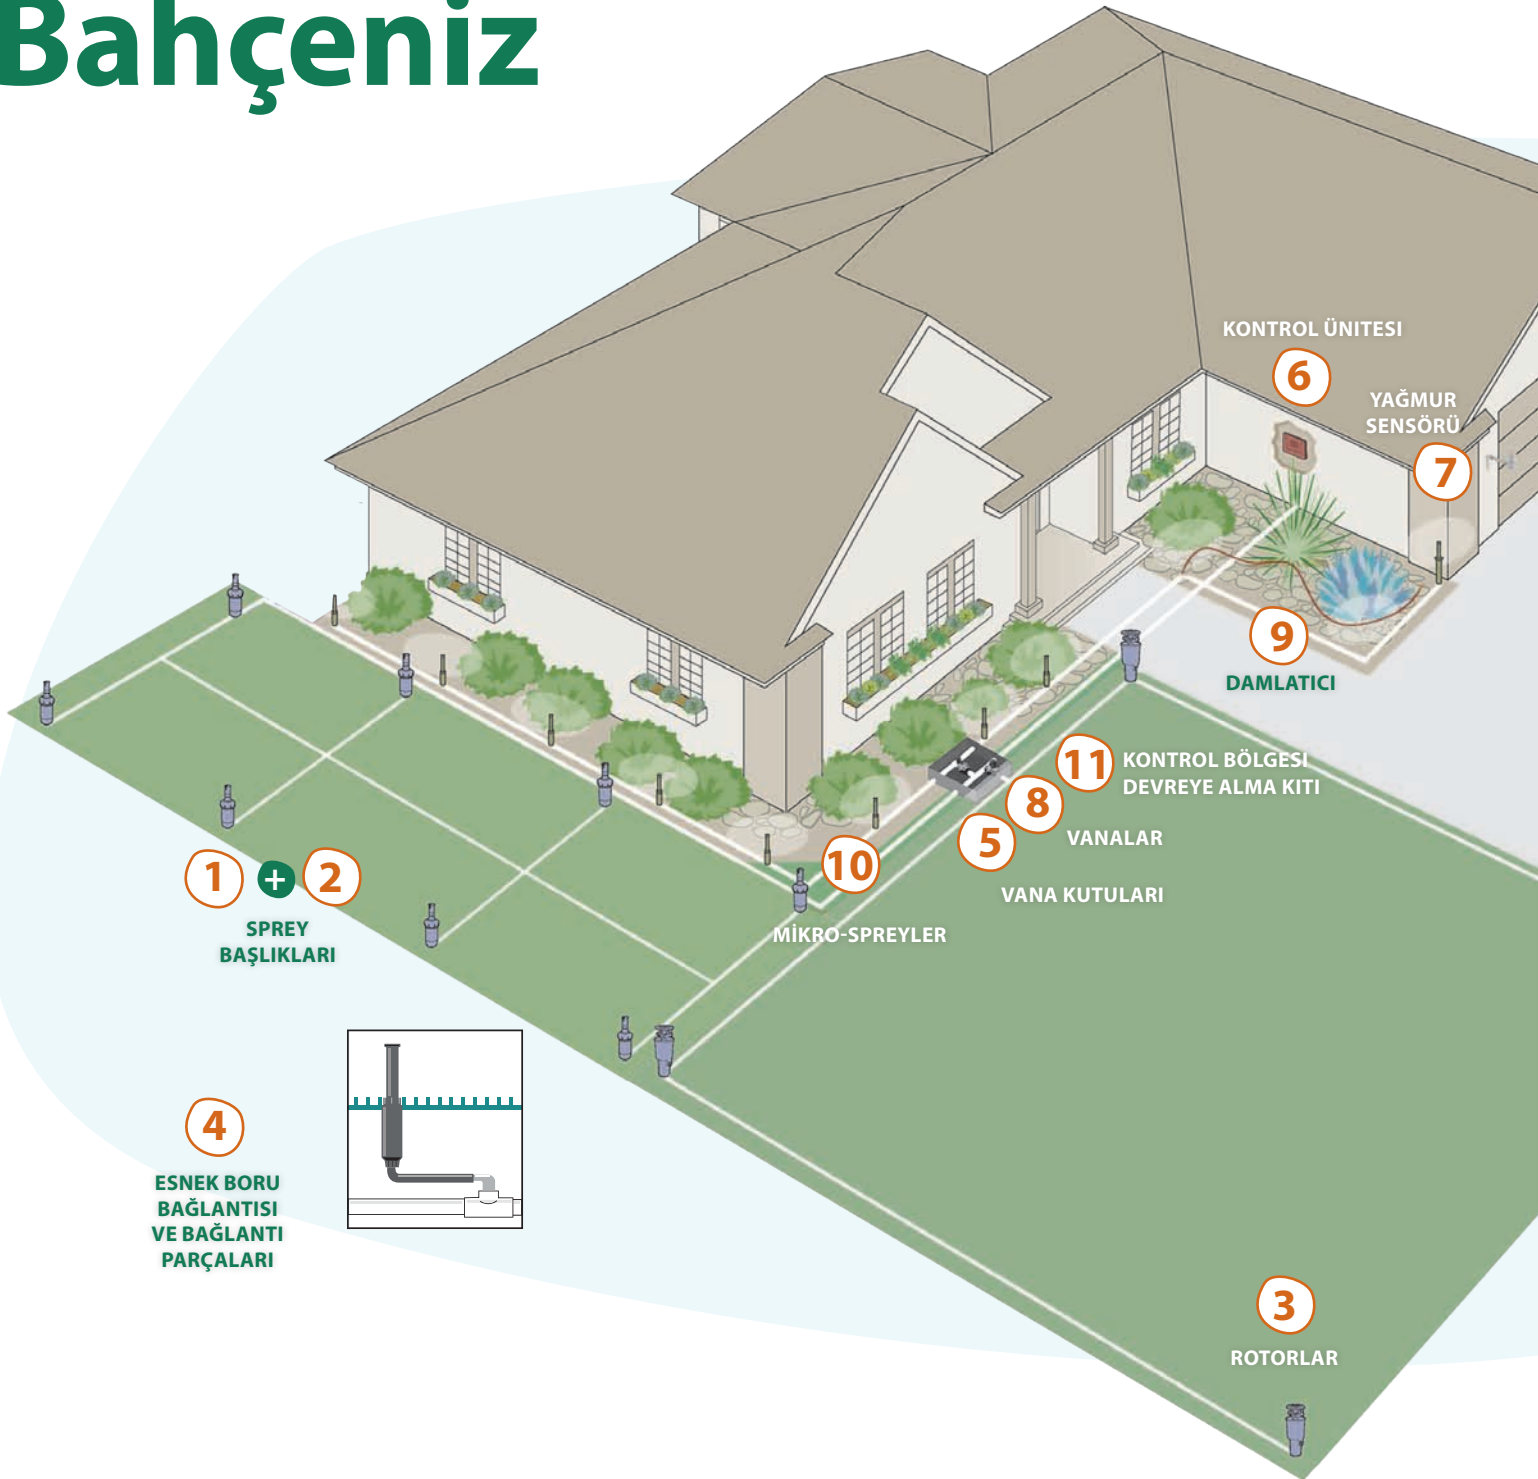 Bahçeniz
KONTROL ÜNITESI
6
YAĞMUR
SENSÖRÜ
7
9
DAMLATICI
11
KONTROL BÖLGESI
DEVREYE ALMA KITI
8
VANALAR
5
VANA KUTULARI
10
MİKRO-SPREYLER
1 + 2
SPREY
BAŞLIKLARI
4
ESNEK BORU
BAĞLANTISI
VE BAĞLANTI
PARÇALARI
3
ROTORLAR